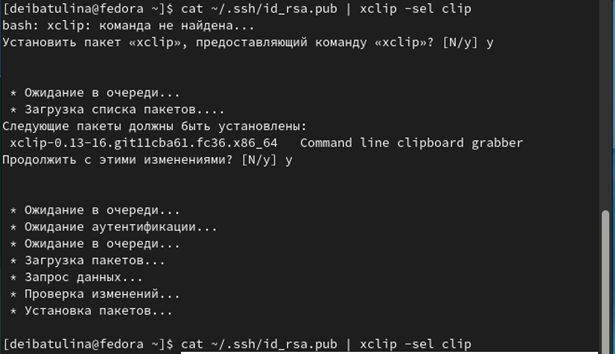 [deibatulina@fedora ~]$ cat ~/.ssh/id_rsa.pub | xclip -sel clip
bash: xclip: команда не найдена...
Установить пакет «xclip», предоставляющий команду «xclip»? [N/y] y
* Ожидание в очереди...
* Загрузка списка пакетов....
Следующие пакеты должны быть установлены:
xclip-0.13-16.git11cba61.fc36.x86_64   Command line clipboard grabber
Продолжить с этими изменениями? [N/y] y
* Ожидание в очереди...
* Ожидание аутентификации...
* Ожидание в очереди...
* Загрузка пакетов...
* Запрос данных...
* Проверка изменений...
* Установка пакетов...
[deibatulina@fedora ~]$ cat ~/.ssh/id_rsa.pub | xclip -sel clip